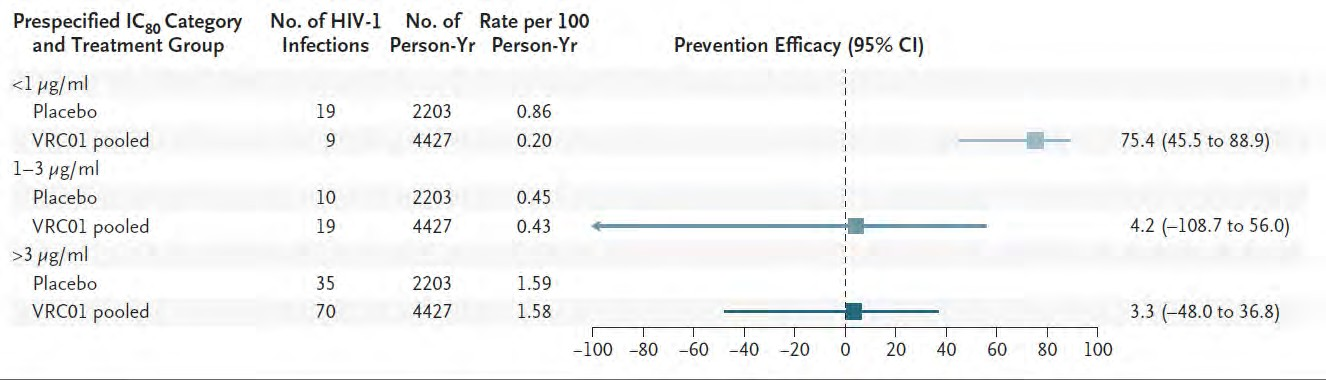 Prespecified IC80 Category and Treatment Group No. of HIV-1 Infections No. of Person-Yr Rate per 100 Person-Yr Prevention Efficacy (95% CI)
<1 µg/ml
Placebo 19 2203 0.86
VRC01 pooled 9 4427 0.20 75.4 (45.5 to 88.9)
1–3 µg/ml
Placebo 10 2203 0.45
VRC01 pooled 19 4427 0.43 4.2 (–108.7 to 56.0)
>3 µg/ml
Placebo 35 2203 1.59
VRC01 pooled 70 4427 1.58 3.3 (–48.0 to 36.8)
–100 –80 –60 –40 –20 0 20 40 60 80 100